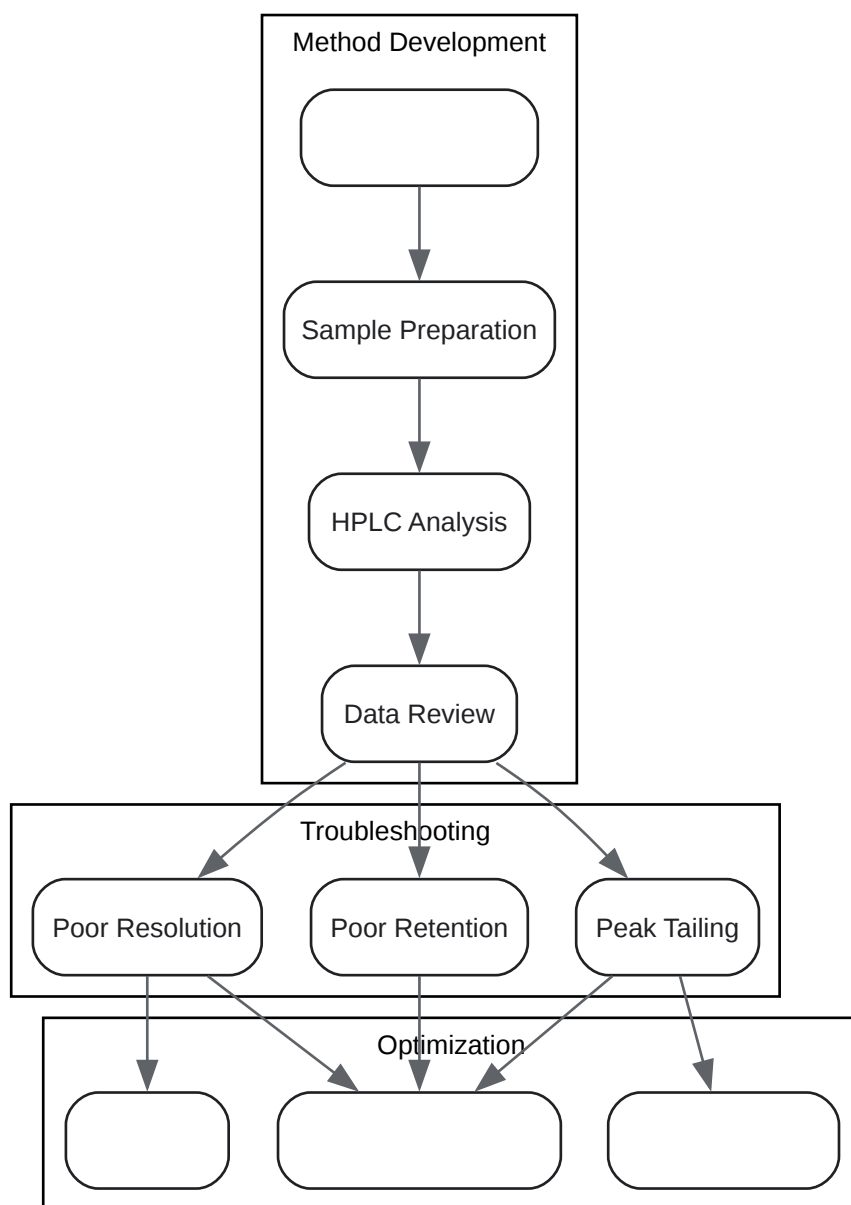 Method Development
Sample Preparation
HPLC Analysis
Data Review
Troubleshooting
Poor Resolution
Poor Retention
Peak Tailing
Optimization